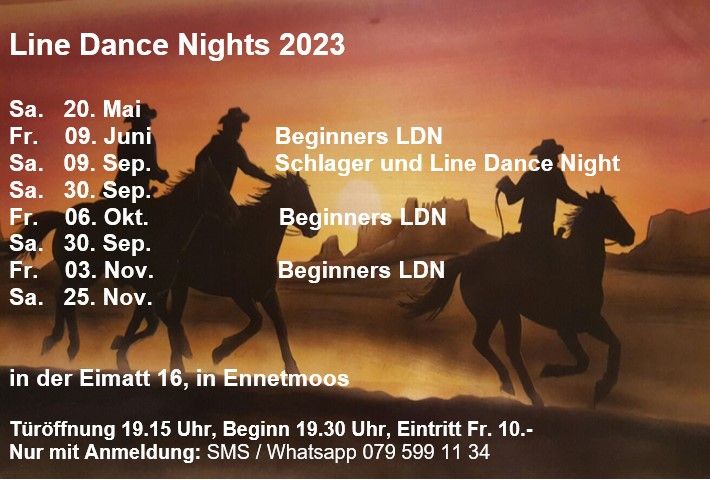 Line Dance Nights 2023
Sa. 20. Mai
Fr. 09. Juni Beginners LDN
Sa. 09. Sep. Schlager und Line Dance Night
Sa. 30. Sep.
Fr. 06. Okt. Beginners LDN
Sa. 30. Sep.
Fr. 03. Nov. Beginners LDN
Sa. 25. Nov.
in der Eimatt 16, in Ennetmoos
Türöffnung 19.15 Uhr, Beginn 19.30 Uhr, Eintritt Fr. 10.-
Nur mit Anmeldung: SMS / Whatsapp 079 599 11 34